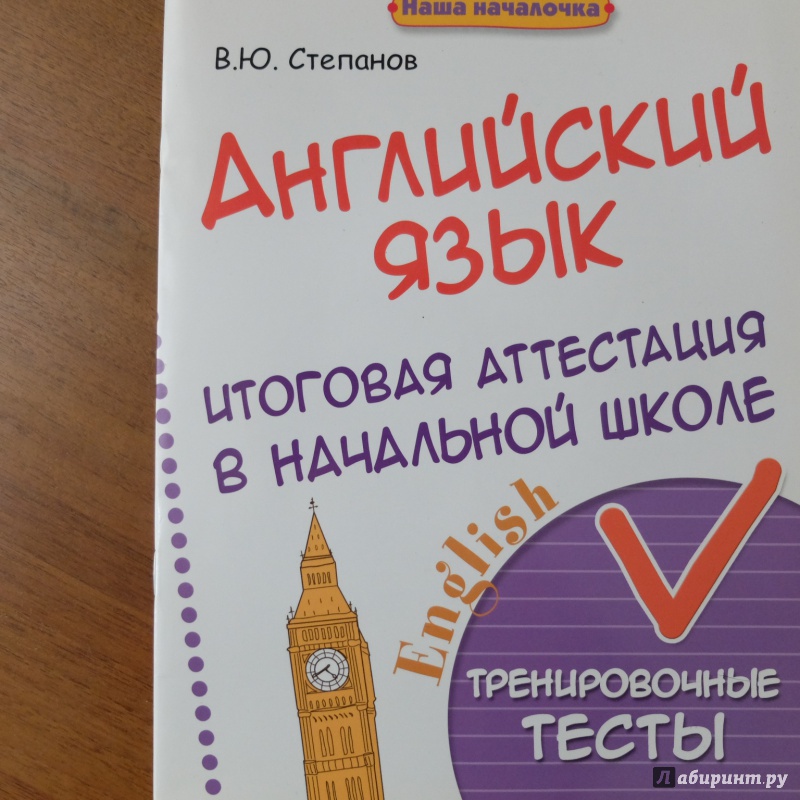 Наша началочка
В.Ю. Степанов
Английский
язык
итоговая аттестация
в начальной школе
English
тренировочные
тесты
Лабиринт.ру